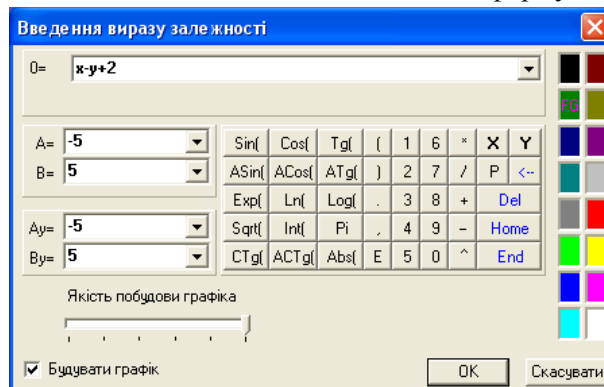 Введення виразу залежності
0= x-y+2
A= -5
B= 5
Sin( Cos( Tg( ( 1 6 * X Y
ASin( ACos( ATg( ) 2 7 / P <--
Exp( Ln( Log( . 3 8 + Del
Sqrt( Int( Pi , 4 9 - Home
CTg( ACTg( Abs( E 5 0 ^ End
Ay= -5
By= 5
FG
Якість побудови графіка
Будувати графік
OK
Скасувати